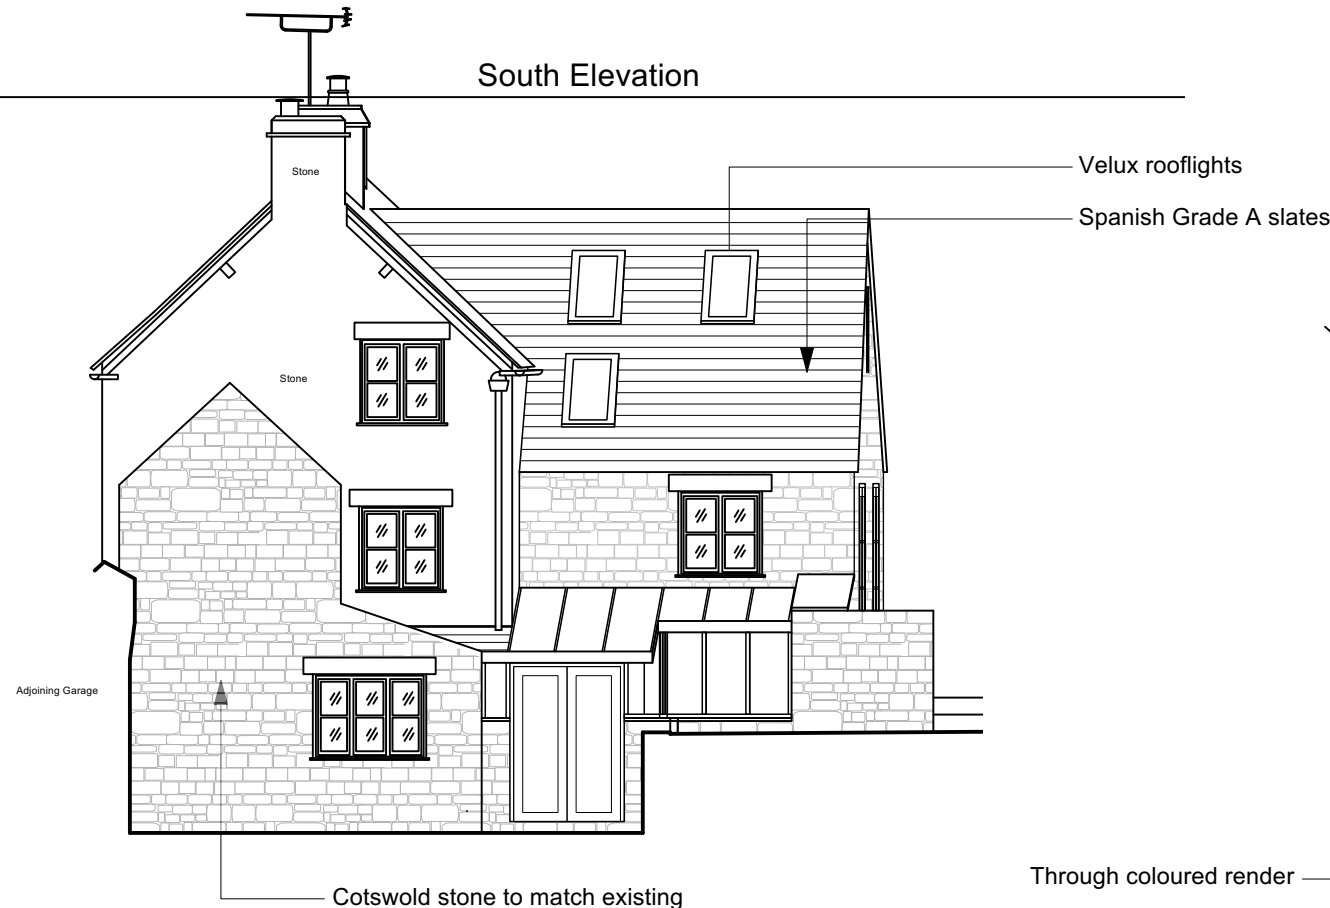 South Elevation
Velux rooflights
Stone
Spanish Grade A slates
Stone
Adjoining Garage
Through coloured render
Cotswold stone to match existing